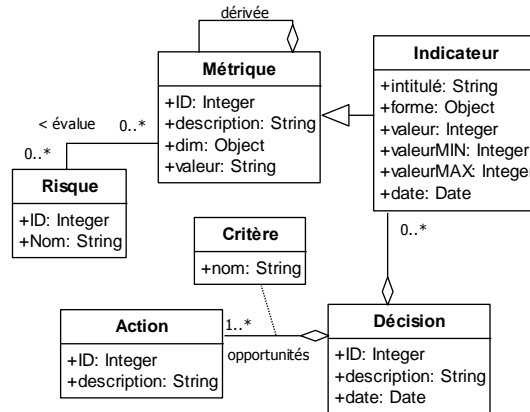 dérivée
Métrique
+ID: Integer
+description: String
+dim: Object
+valeur: String
Indicateur
+intitulé: String
+forme: Object
+valeur: Integer
+valeurMIN: Integer
+valeurMAX: Integer
+date: Date
< évalue
0..*
0..*
Risque
+ID: Integer
+Nom: String
0..*
Critère
+nom: String
Action
+ID: Integer
+description: String
1..*
opportunités
Décision
+ID: Integer
+description: String
+date: Date